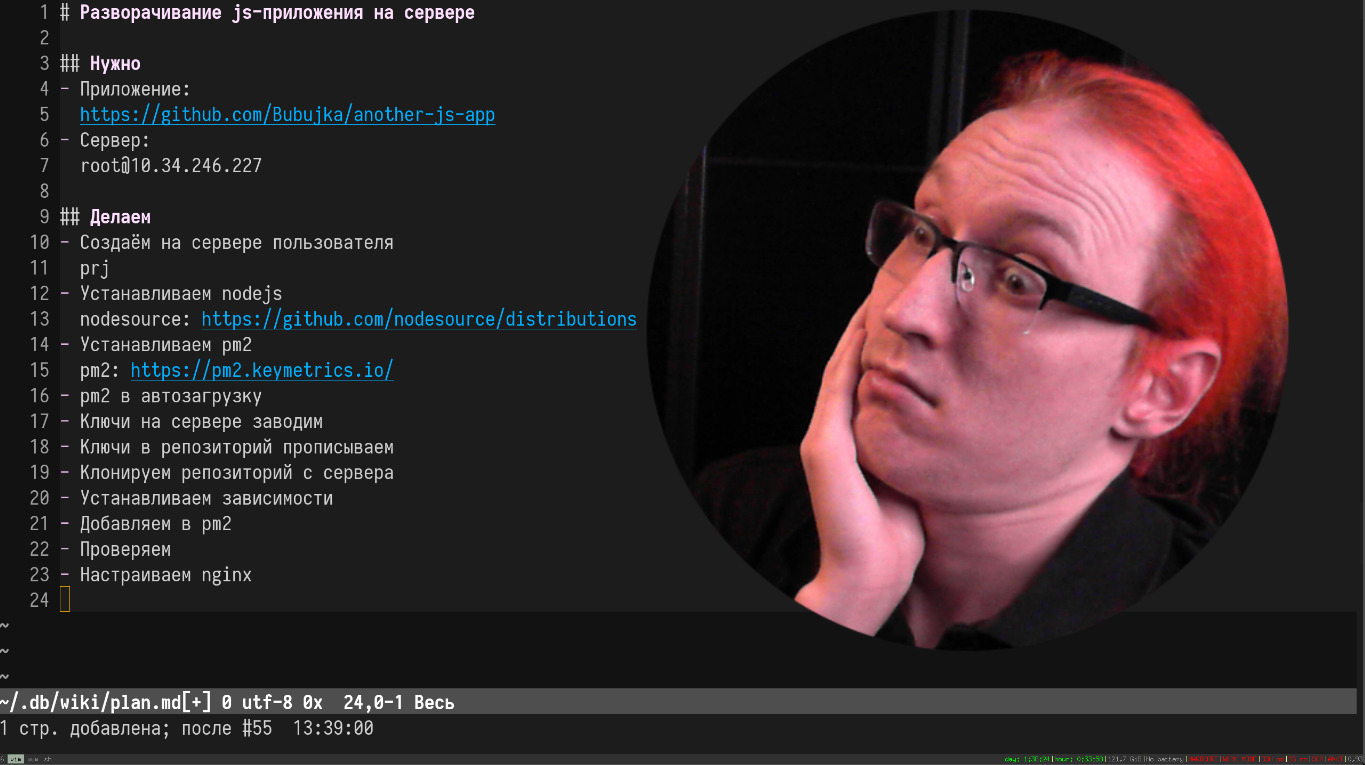 1 # Разворачивание js-приложения на сервере
2
3 ## Нужно
4 - Приложение:
5 https://github.com/Bubujka/another-js-app
6 - Сервер:
7 root@10.34.246.227
8
9 ## Делаем
10 - Создаём на сервере пользователя
11 prj
12 - Устанавливаем nodejs
13 nodesource: https://github.com/nodesource/distributions
14 - Устанавливаем pm2
15 pm2: https://pm2.keymetrics.io/
16 - pm2 в автозагрузку
17 - Ключи на сервере заводим
18 - Ключи в репозиторий прописываем
19 - Клонируем репозиторий с сервера
20 - Устанавливаем зависимости
21 - Добавляем в pm2
22 - Проверяем
23 - Настраиваем nginx
24
~
~
~
~/.db/wiki/plan.md[+] 0 utf-8 0x 24,0-1 Весь
1 стр. добавлена; после #55 13:39:00